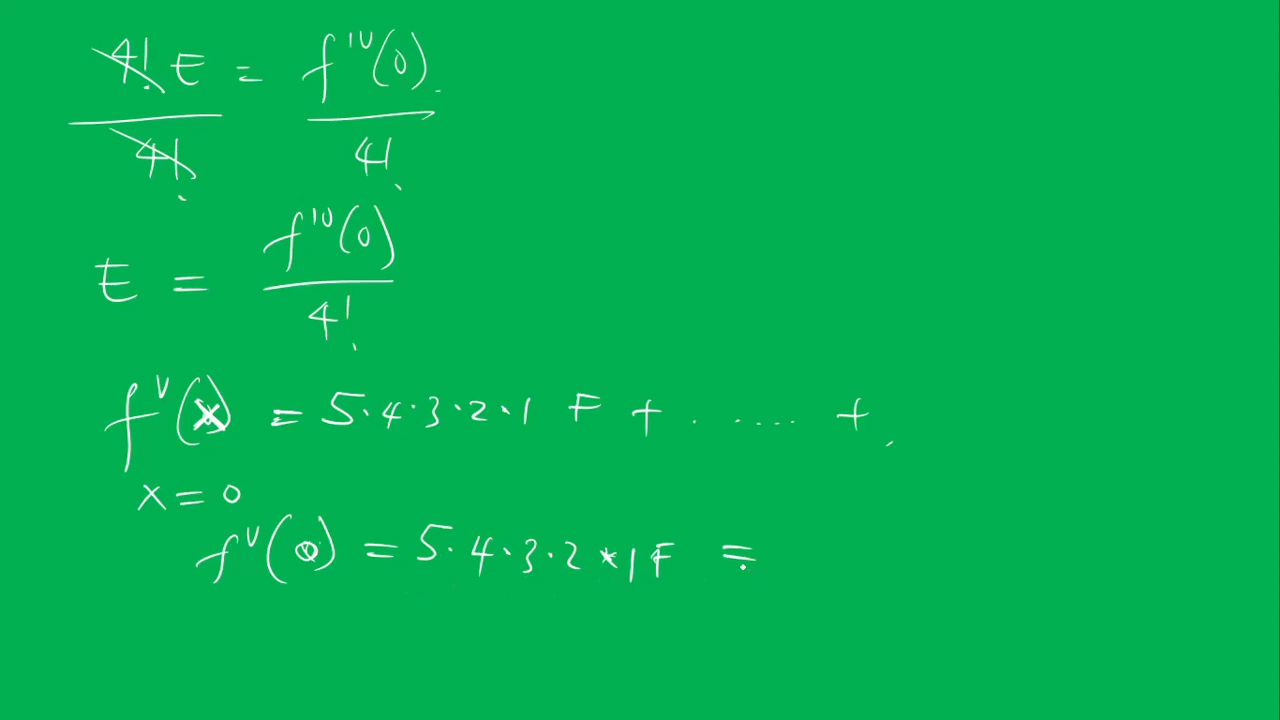 4! E = f^IV(0)
4! 4!
E = f^IV(0)
4!
f^V(x) = 5·4·3·2·1 F + ...... +
x = 0
f^V(0) = 5·4·3·2*1 F =